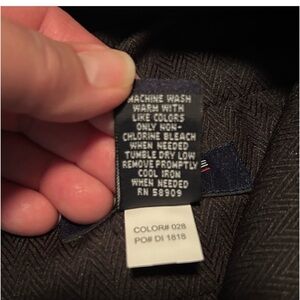 MACHINE WASH
WARM WITH
LIKE COLORS
ONLY NON-
CHLORINE BLEACH
WHEN NEEDED
TUMBLE DRY LOW
REMOVE PROMPTLY
COOL IRON
WHEN NEEDED
RN 58909
COLOR# 028
PO# DI 1818